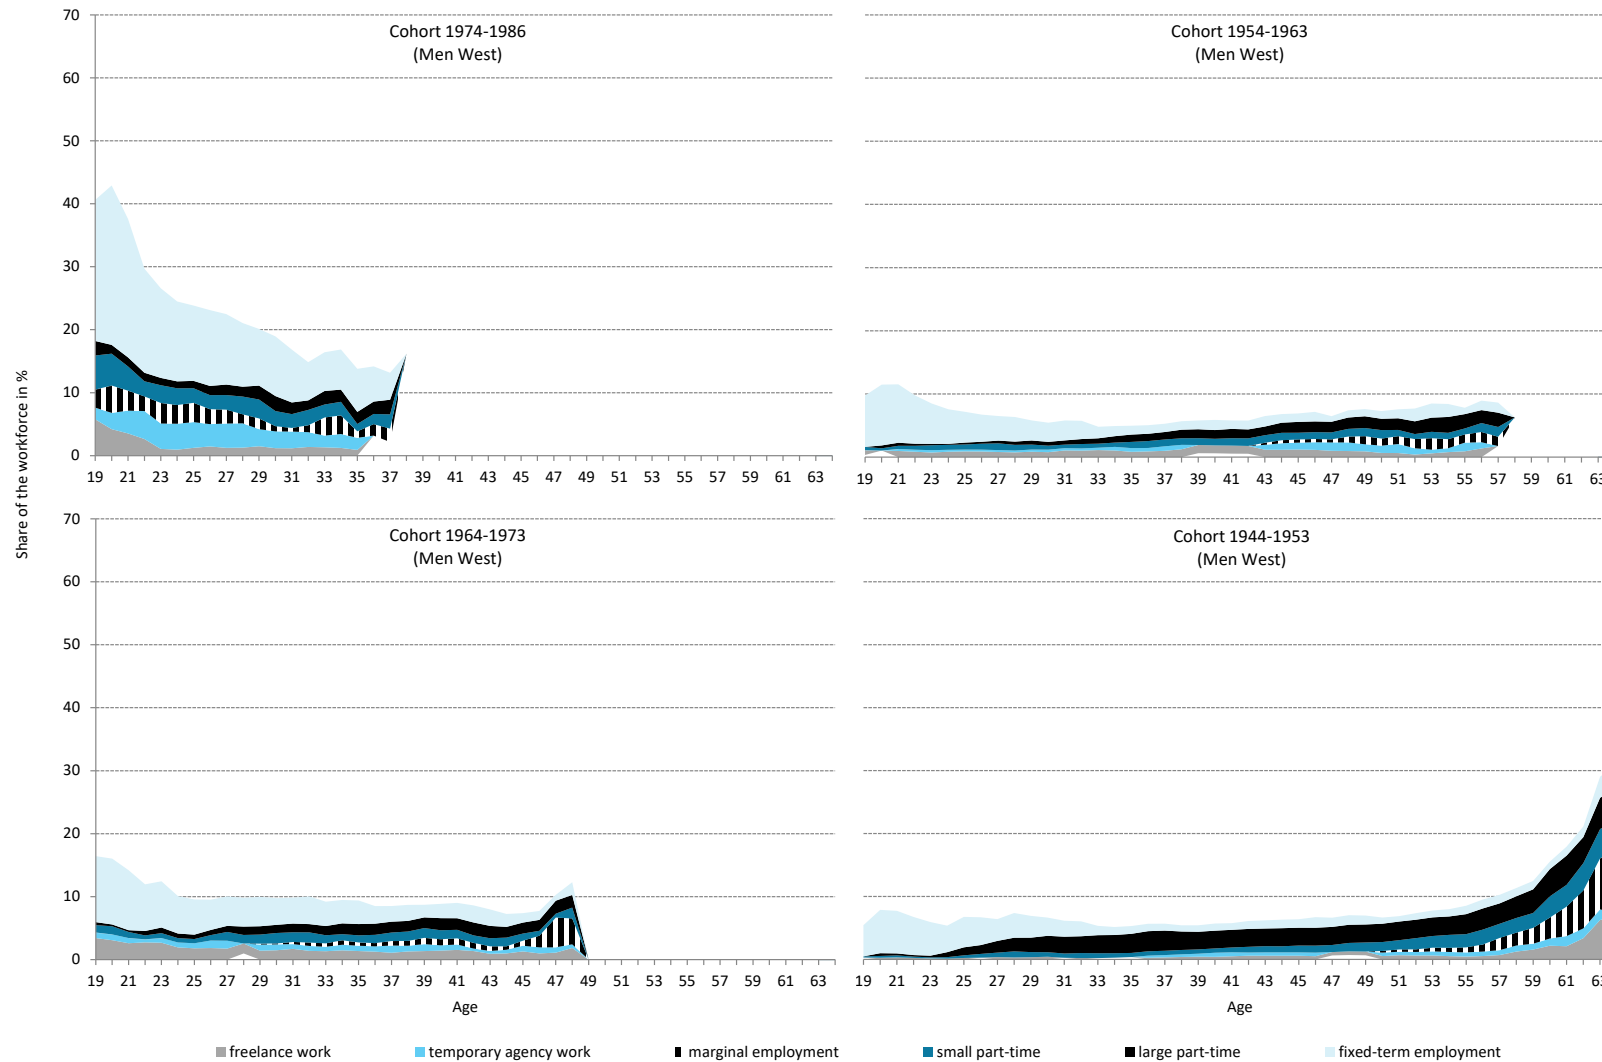 Share of the workforce in %
70
60
50
40
30
20
10
0
Cohort 1974-1986
(Men West)
19 21 23 25 27 29 31 33 35 37 39 41 43 45 47 49 51 53 55 57 59 61 63
Cohort 1954-1963
(Men West)
19 21 23 25 27 29 31 33 35 37 39 41 43 45 47 49 51 53 55 57 59 61 63
70
60
50
40
30
20
10
0
Cohort 1964-1973
(Men West)
19 21 23 25 27 29 31 33 35 37 39 41 43 45 47 49 51 53 55 57 59 61 63
Age
Cohort 1944-1953
(Men West)
19 21 23 25 27 29 31 33 35 37 39 41 43 45 47 49 51 53 55 57 59 61 63
Age
freelance work temporary agency work marginal employment small part-time large part-time fixed-term employment